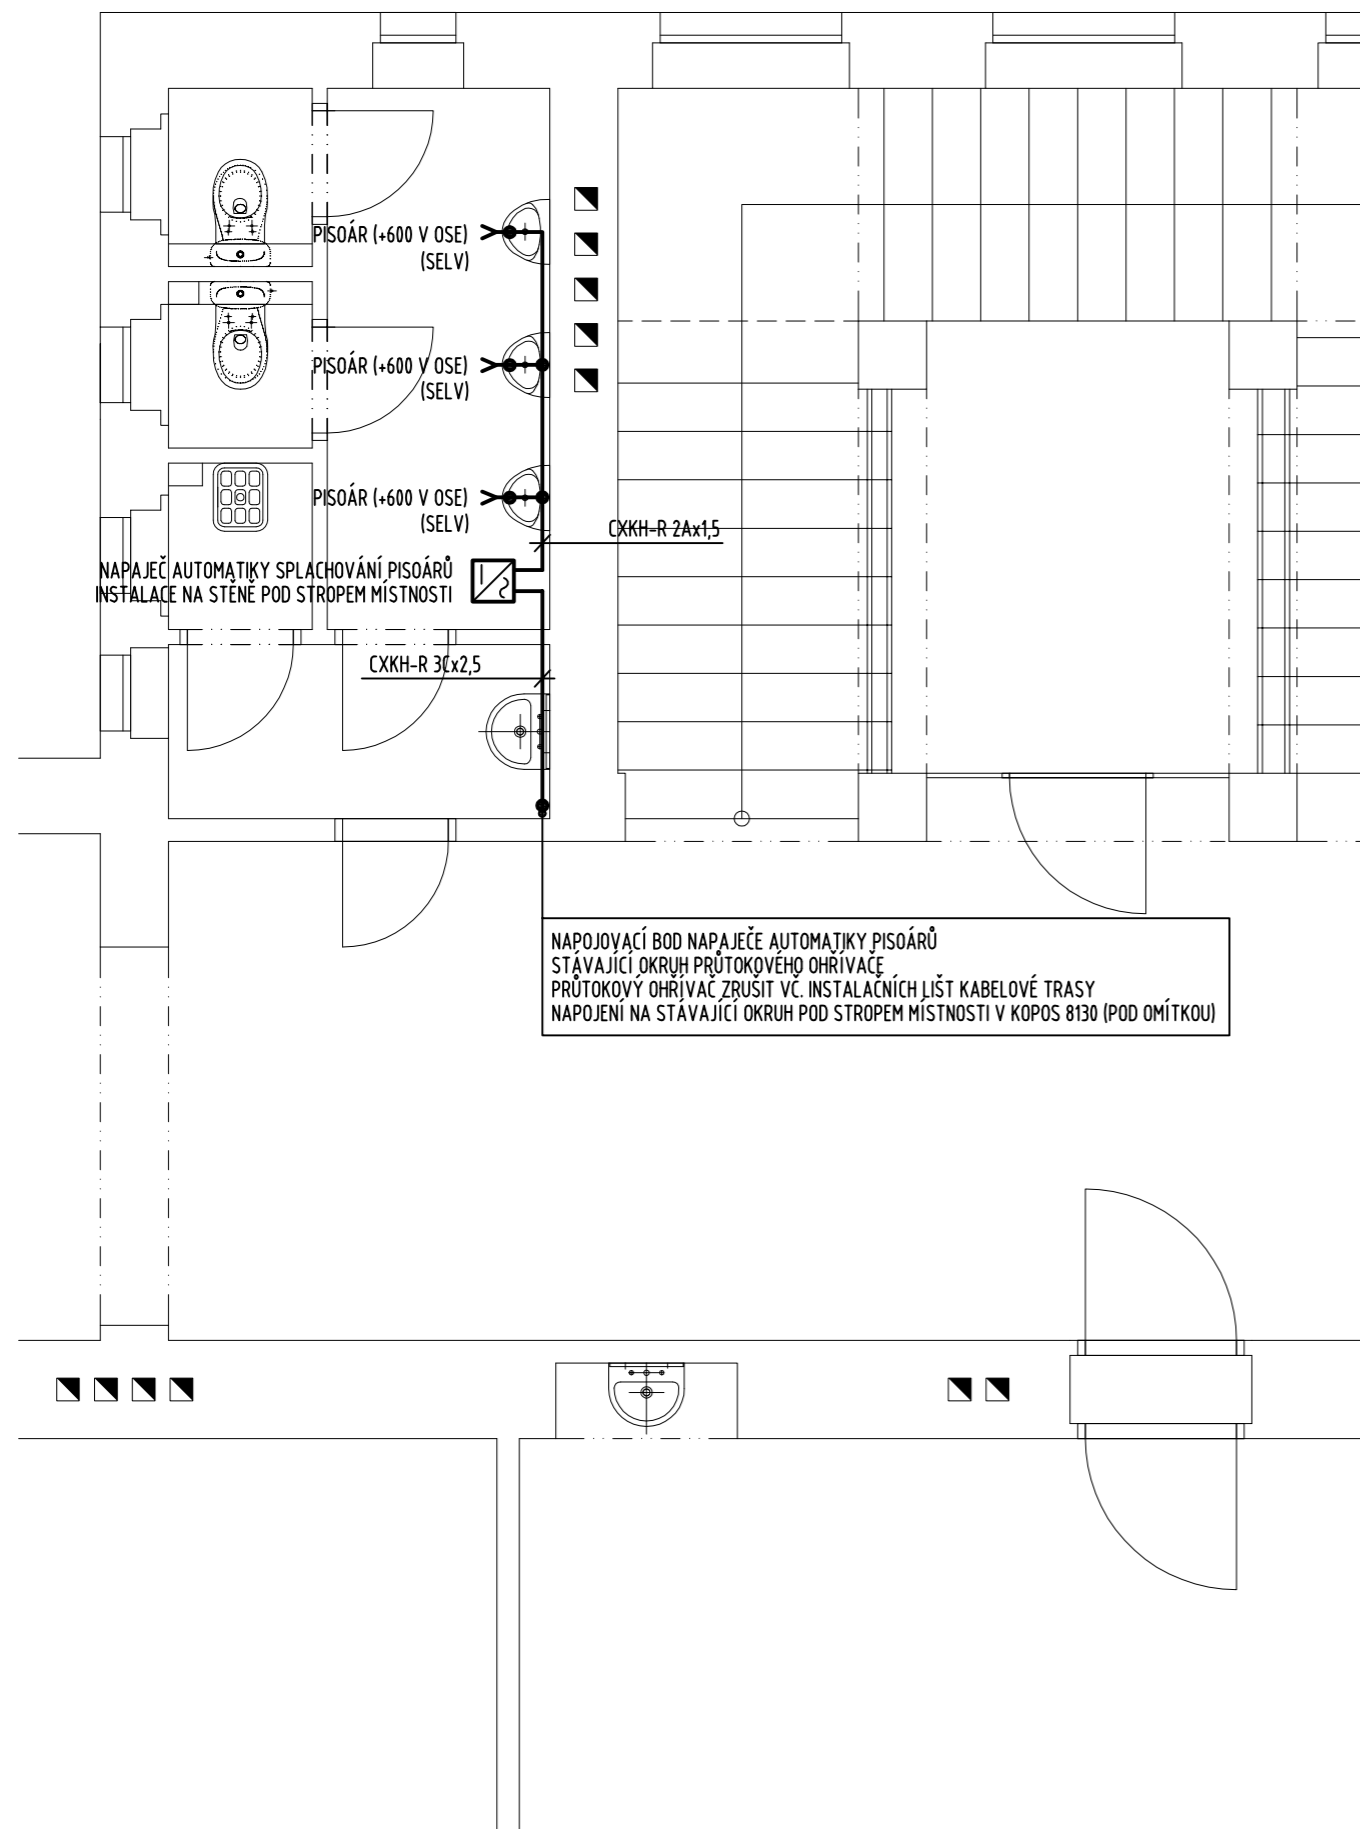 PISOÁR (+600 V OSE)
(SELV)
PISOÁR (+600 V OSE)
(SELV)
PISOÁR (+600 V OSE)
(SELV)
CXKH-R 2Ax1,5
NAPAJEČ AUTOMATIKY SPLACHOVÁNÍ PISOÁRŮ
INSTALACE NA STĚNĚ POD STROPEM MÍSTNOSTI
CXKH-R 3Cx2,5
NAPOJOVACÍ BOD NAPAJEČE AUTOMATIKY PISOÁRŮ
STÁVAJÍCÍ OKRUH PRŮTOKOVÉHO OHŘÍVAČE
PRŮTOKOVÝ OHŘÍVAČ ZRUŠIT VČ. INSTALAČNÍCH LIŠT KABELOVÉ TRASY
NAPOJENÍ NA STÁVAJÍCÍ OKRUH POD STROPEM MÍSTNOSTI V KOPOS 8130 (POD OMÍTKOU)